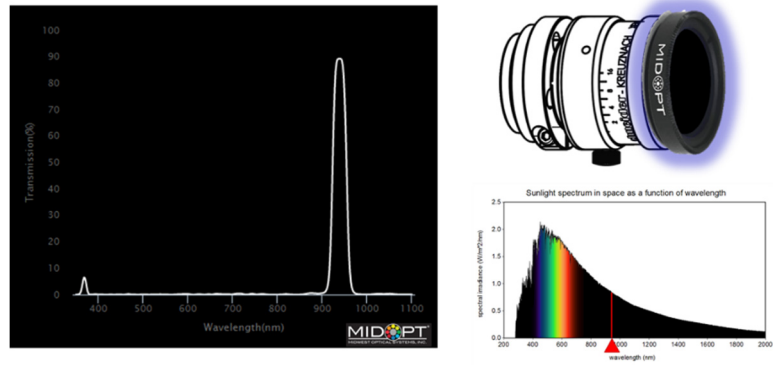 100
90
80
70
60
50
40
30
20
10
0
Transmission(%)
400 500 600 700 800 900 1000 1100
Wavelength(nm)
MIDOPT
MIDWEST OPTICAL SYSTEMS, INC.
MIDOPT
KREUZNACH
16
Sunlight spectrum in space as a function of wavelength
2.5
2.0
1.5
1.0
0.5
0.0
spectral irradiance (W/m^2/nm)
200 400 600 800 1000 1200 1400 1600 1800 2000
wavelength (nm)